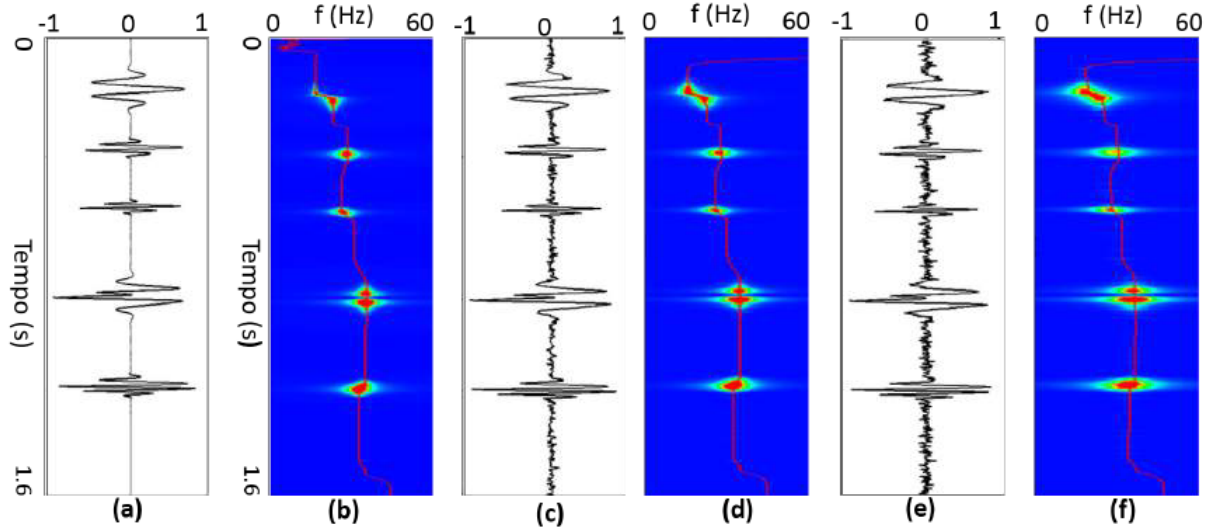 f (Hz) f (Hz) f (Hz)
-1 0 1 0 60 -1 0 1 0 60 -1 0 1 0 60
0 0
Tempo (s) Tempo (s)
1.6 1.6
(a) (b) (c) (d) (e) (f)